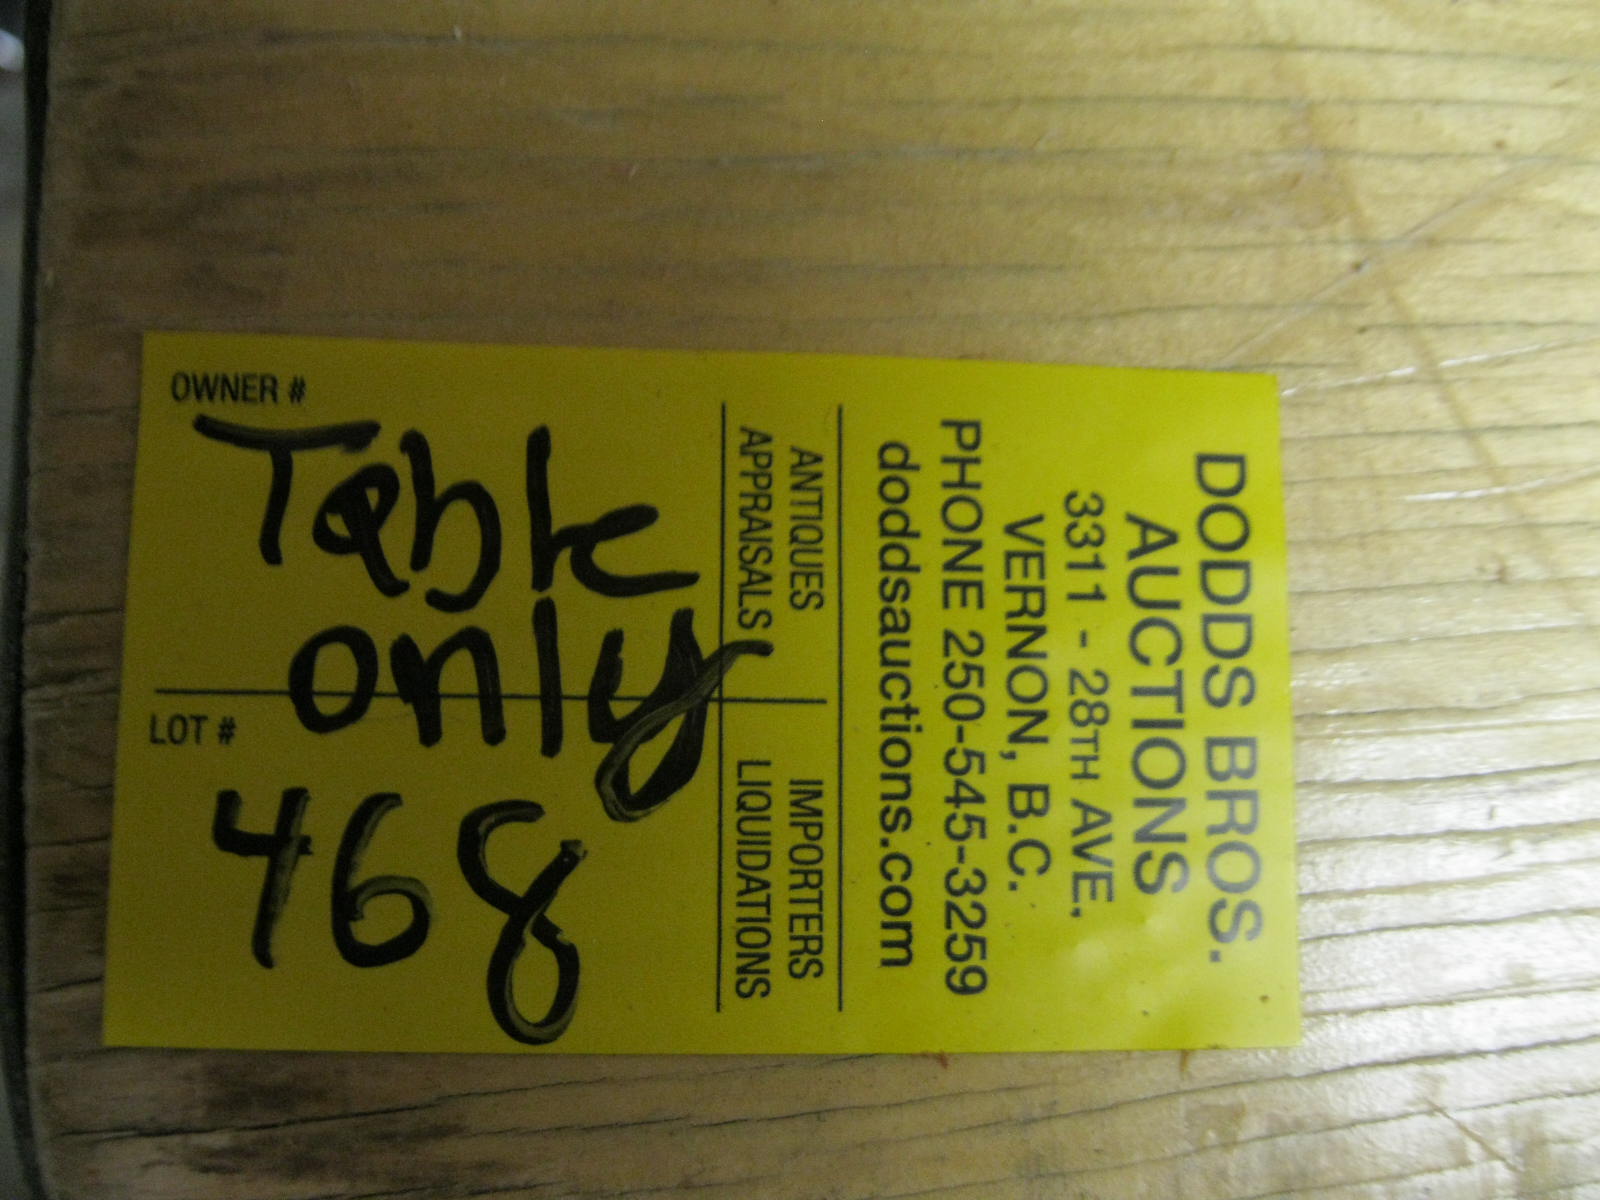 DODDS BROS.
AUCTIONS
3311 - 28TH AVE.
VERNON, B.C.
PHONE 250-545-3259
doddsauctions.com
ANTIQUES IMPORTERS
APPRAISALS LIQUIDATIONS
OWNER #
Table
only
LOT #
468